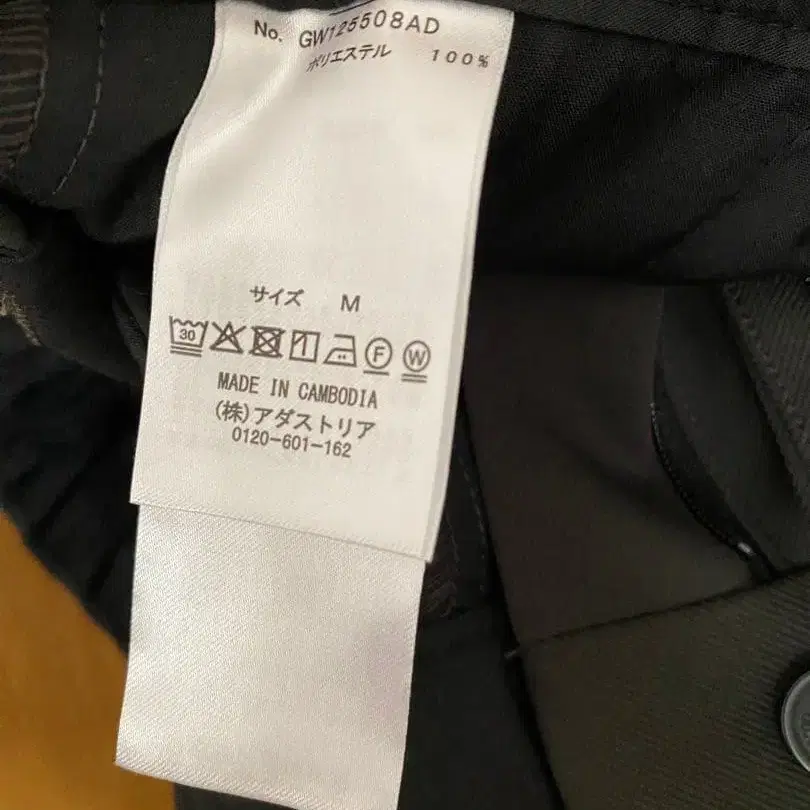 No. GW125508AD
ポリエステル 100%
サイズ M
30 F W
MADE IN CAMBODIA
(株)アダストリア
0120-601-162